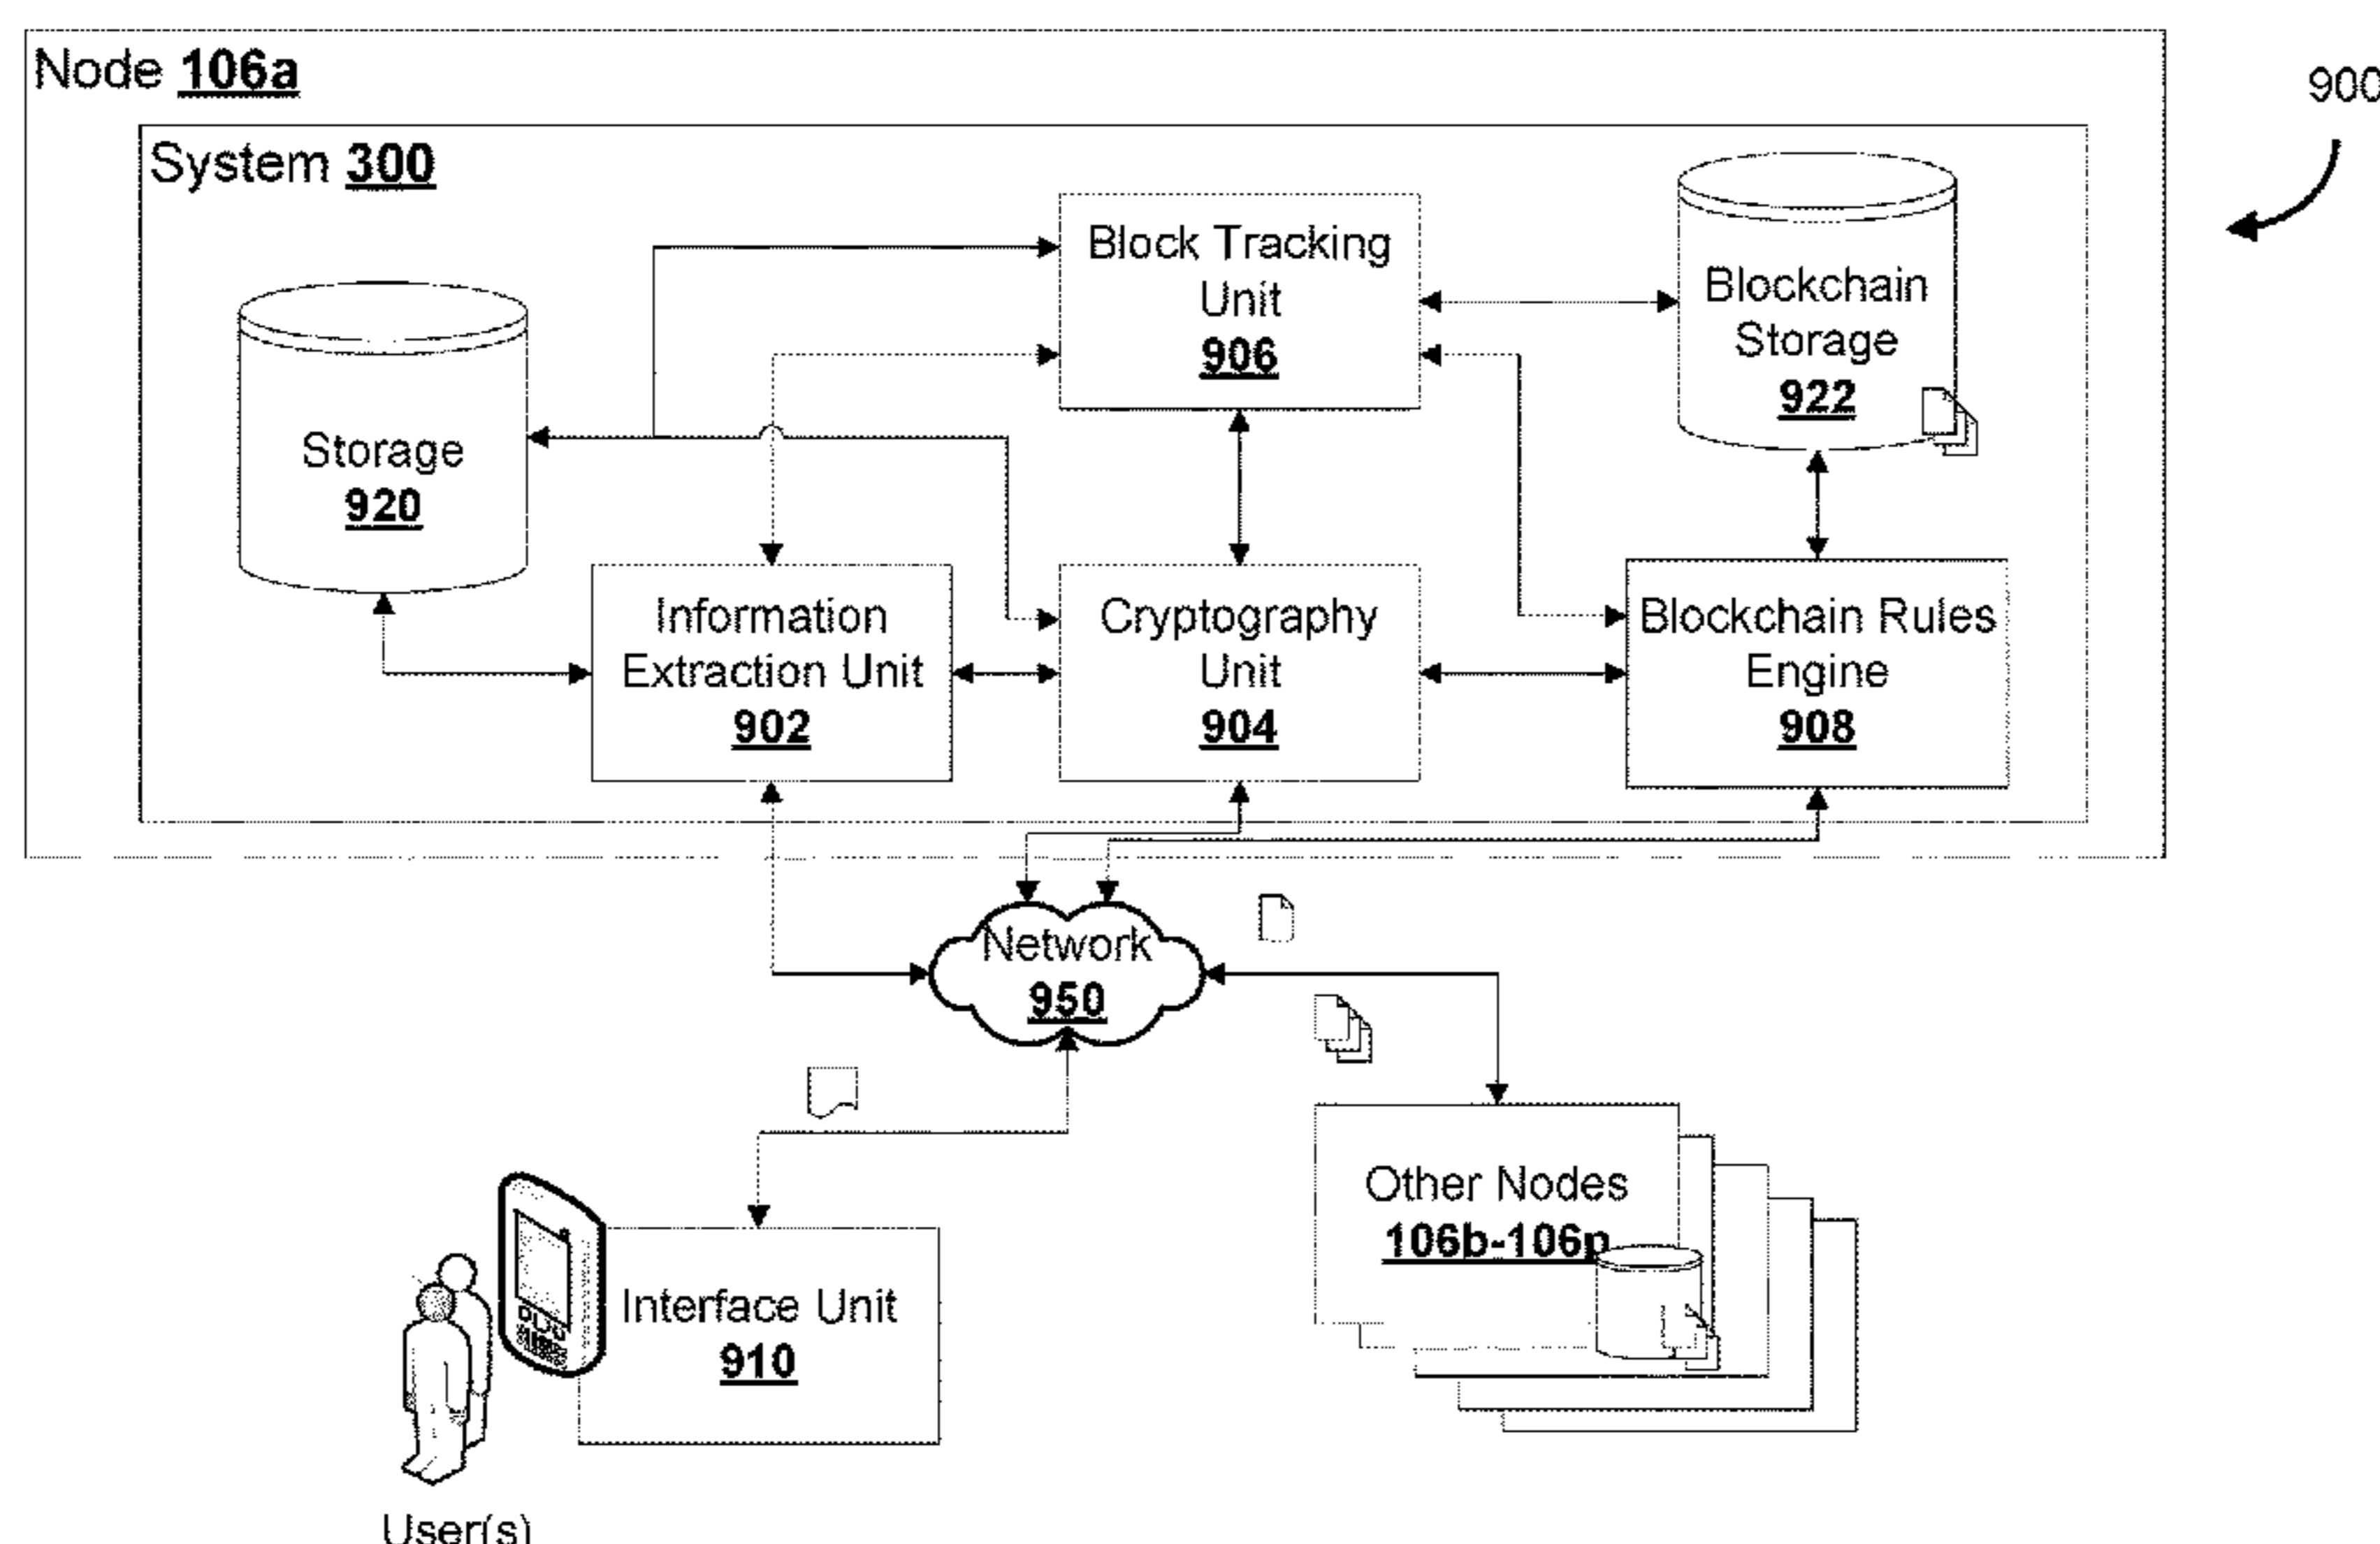 Node 106a
900
System 300
Block Tracking
Unit
906
Blockchain
Storage
922
Storage
920
Information
Extraction Unit
902
Cryptography
Unit
904
Blockchain Rules
Engine
908
Network
950
Other Nodes
106b-106p
Interface Unit
910
User(s)